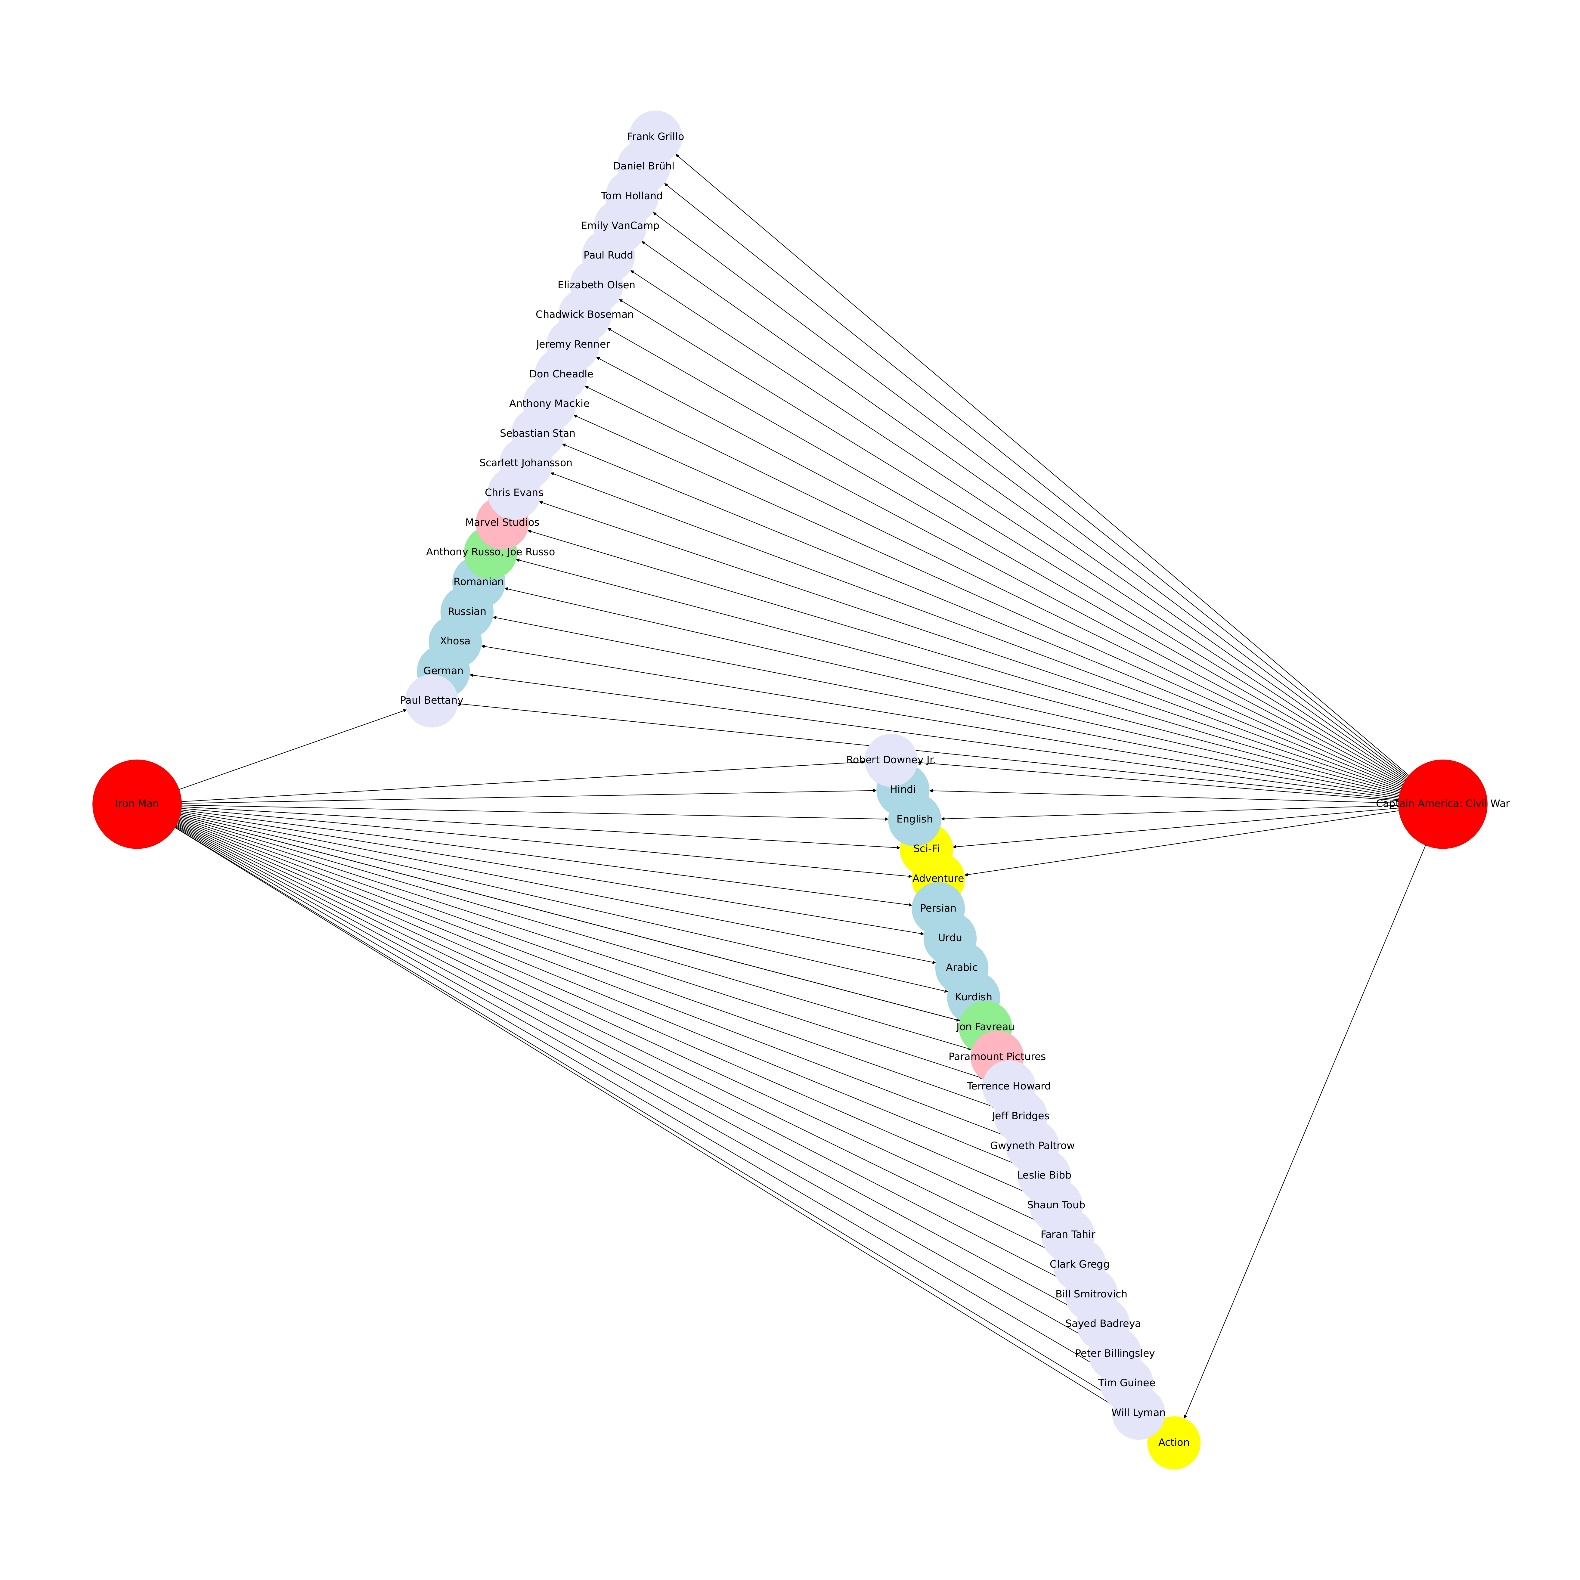 Frank Grillo
Daniel Brühl
Tom Holland
Emily VanCamp
Paul Rudd
Elizabeth Olsen
Chadwick Boseman
Jeremy Renner
Don Cheadle
Anthony Mackie
Sebastian Stan
Scarlett Johansson
Chris Evans
Marvel Studios
Anthony Russo, Joe Russo
Romanian
Russian
Xhosa
German
Paul Bettany
Robert Downey Jr.
Hindi
Iron Man
Captain America: Civil War
English
Sci-Fi
Adventure
Persian
Urdu
Arabic
Kurdish
Jon Favreau
Paramount Pictures
Terrence Howard
Jeff Bridges
Gwyneth Paltrow
Leslie Bibb
Shaun Toub
Faran Tahir
Clark Gregg
Bill Smitrovich
Sayed Badreya
Peter Billingsley
Tim Guinee
Will Lyman
Action